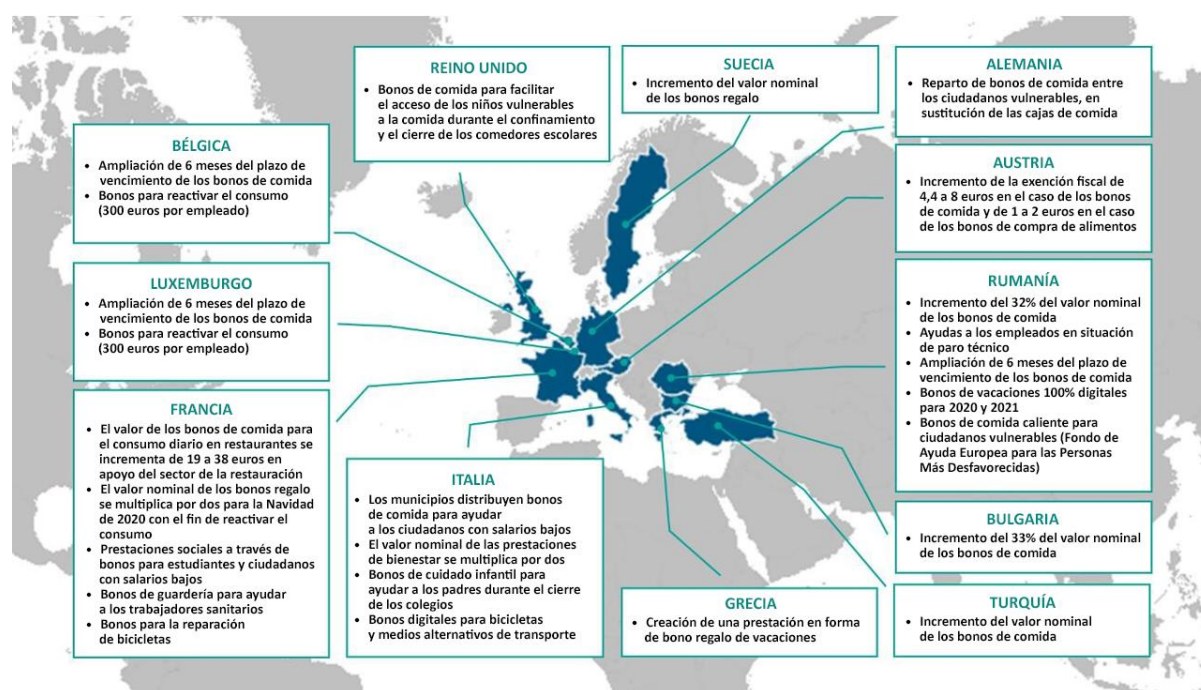 BÉLGICA
• Ampliación de 6 meses del plazo de
vencimiento de los bonos de comida
• Bonos para reactivar el consumo
(300 euros por empleado)
LUXEMBURGO
• Ampliación de 6 meses del plazo de
vencimiento de los bonos de comida
• Bonos para reactivar el consumo
(300 euros por empleado)
FRANCIA
• El valor de los bonos de comida para
el consumo diario en restaurantes se
incrementa de 19 a 38 euros en
apoyo del sector de la restauración
• El valor nominal de los bonos regalo
se multiplica por dos para la Navidad
de 2020 con el fin de reactivar el
consumo
• Prestaciones sociales a través de
bonos para estudiantes y ciudadanos
con salarios bajos
• Bonos de guardería para ayudar
a los trabajadores sanitarios
• Bonos para la reparación
de bicicletas
REINO UNIDO
• Bonos de comida para facilitar
el acceso de los niños vulnerables
a la comida durante el confinamiento
y el cierre de los comedores escolares
ITALIA
• Los municipios distribuyen bonos
de comida para ayudar
a los ciudadanos con salarios bajos
• El valor nominal de las prestaciones
de bienestar se multiplica por dos
• Bonos de cuidado infantil para
ayudar a los padres durante el cierre
de los colegios
• Bonos digitales para bicicletas
y medios alternativos de transporte
SUECIA
• Incremento del valor nominal
de los bonos regalo
GRECIA
• Creación de una prestación en forma
de bono regalo de vacaciones
ALEMANIA
• Reparto de bonos de comida entre
los ciudadanos vulnerables, en
sustitución de las cajas de comida
AUSTRIA
• Incremento de la exención fiscal de
4,4 a 8 euros en el caso de los bonos
de comida y de 1 a 2 euros en el caso
de los bonos de compra de alimentos
RUMANÍA
• Incremento del 32% del valor nominal
de los bonos de comida
• Ayudas a los empleados en situación
de paro técnico
• Ampliación de 6 meses del plazo de
vencimiento de los bonos de comida
• Bonos de vacaciones 100% digitales
para 2020 y 2021
• Bonos de comida caliente para
ciudadanos vulnerables (Fondo de
Ayuda Europea para las Personas
Más Desfavorecidas)
BULGARIA
• Incremento del 33% del valor nominal
de los bonos de comida
TURQUÍA
• Incremento del valor nominal
de los bonos de comida